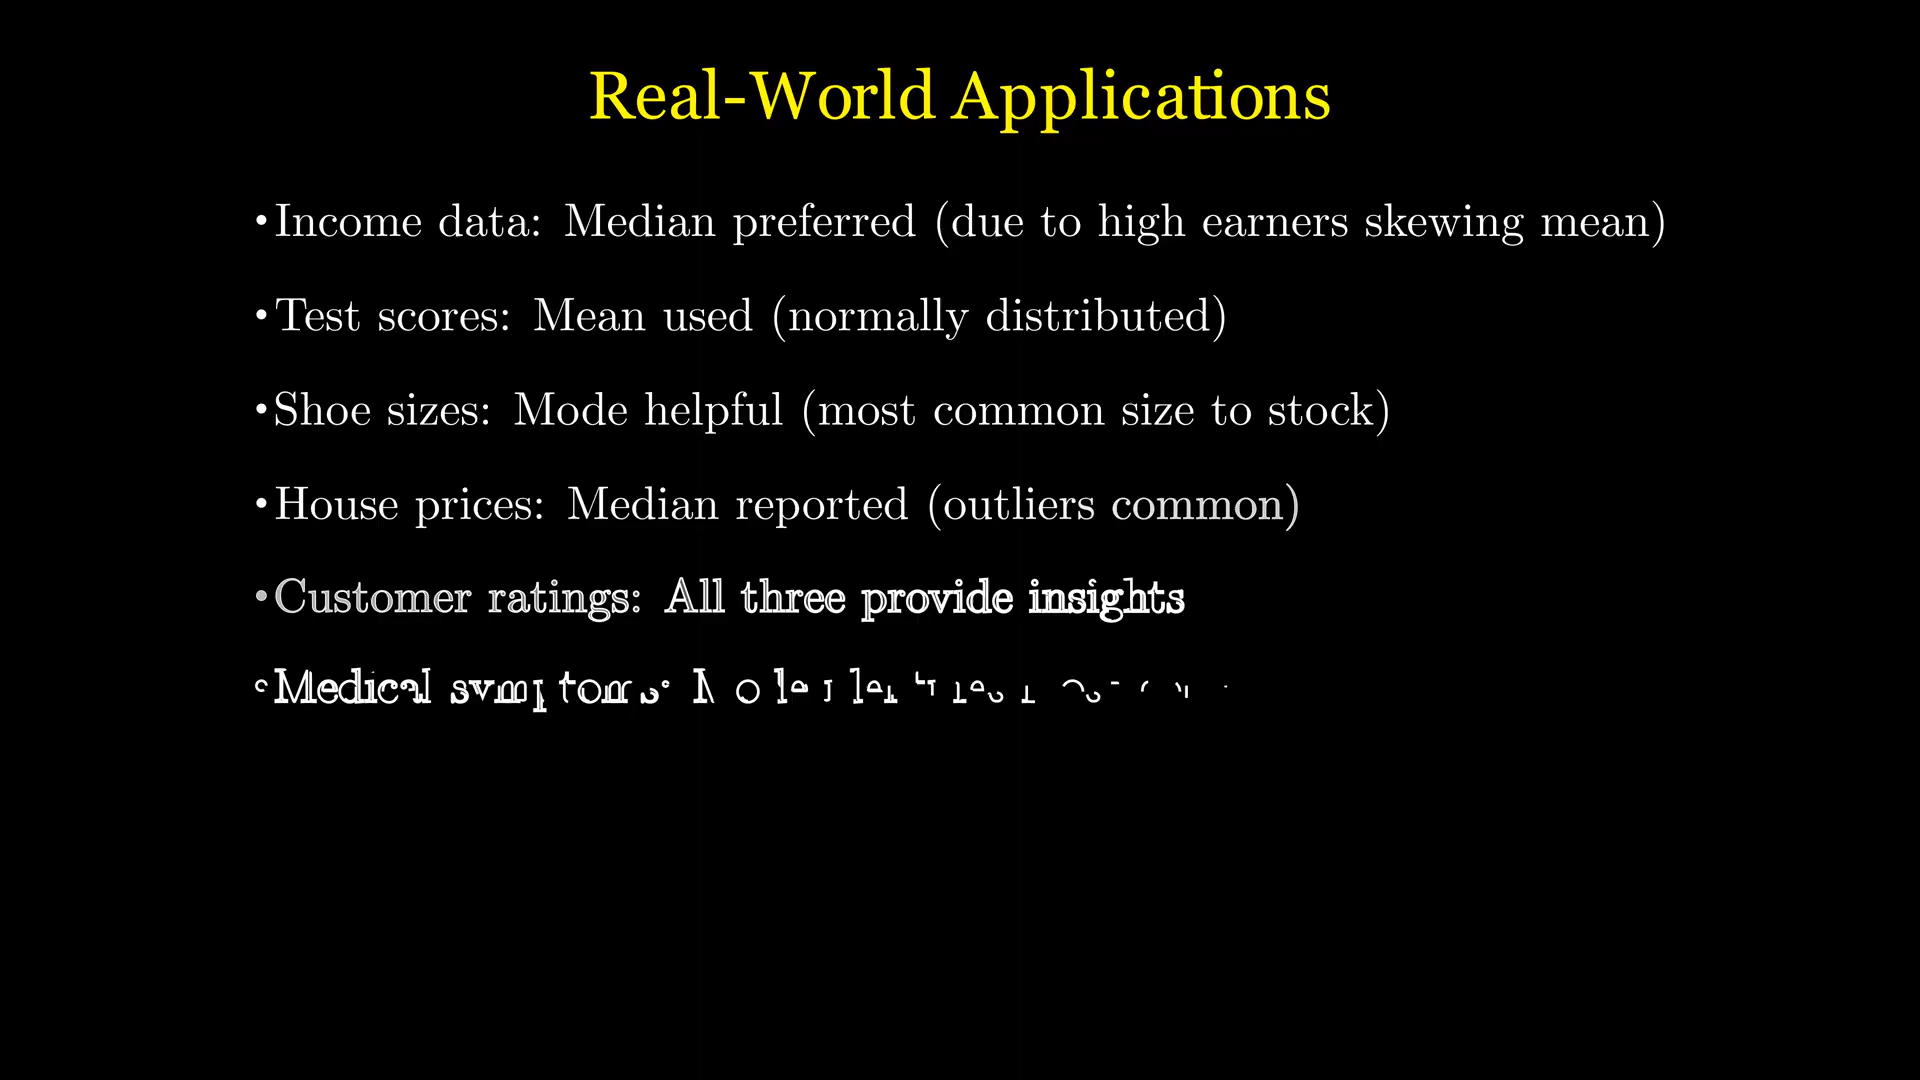 Real-World Applications
•Income data: Median preferred (due to high earners skewing mean)
•Test scores: Mean used (normally distributed)
•Shoe sizes: Mode helpful (most common size to stock)
•House prices: Median reported (outliers common)
•Customer ratings: All three provide insights
•Medical symptoms: